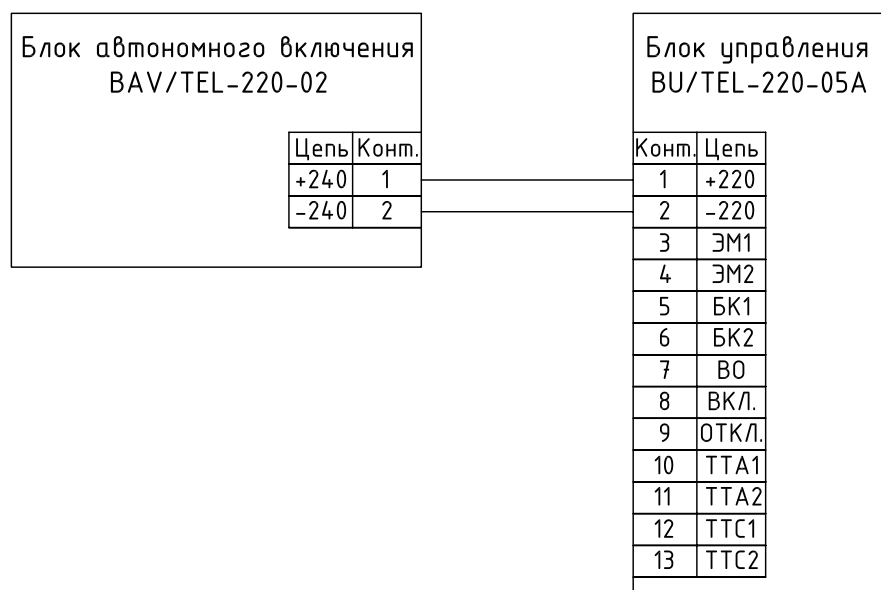 Блок автономного включения
BAV/TEL-220-02
Цепь Конт.
+240 1
-240 2
Блок управления
BU/TEL-220-05A
Конт. Цепь
1 +220
2 -220
3 ЭМ1
4 ЭМ2
5 БК1
6 БК2
7 ВО
8 ВКЛ.
9 ОТКЛ.
10 ТТА1
11 ТТА2
12 ТТС1
13 ТТС2